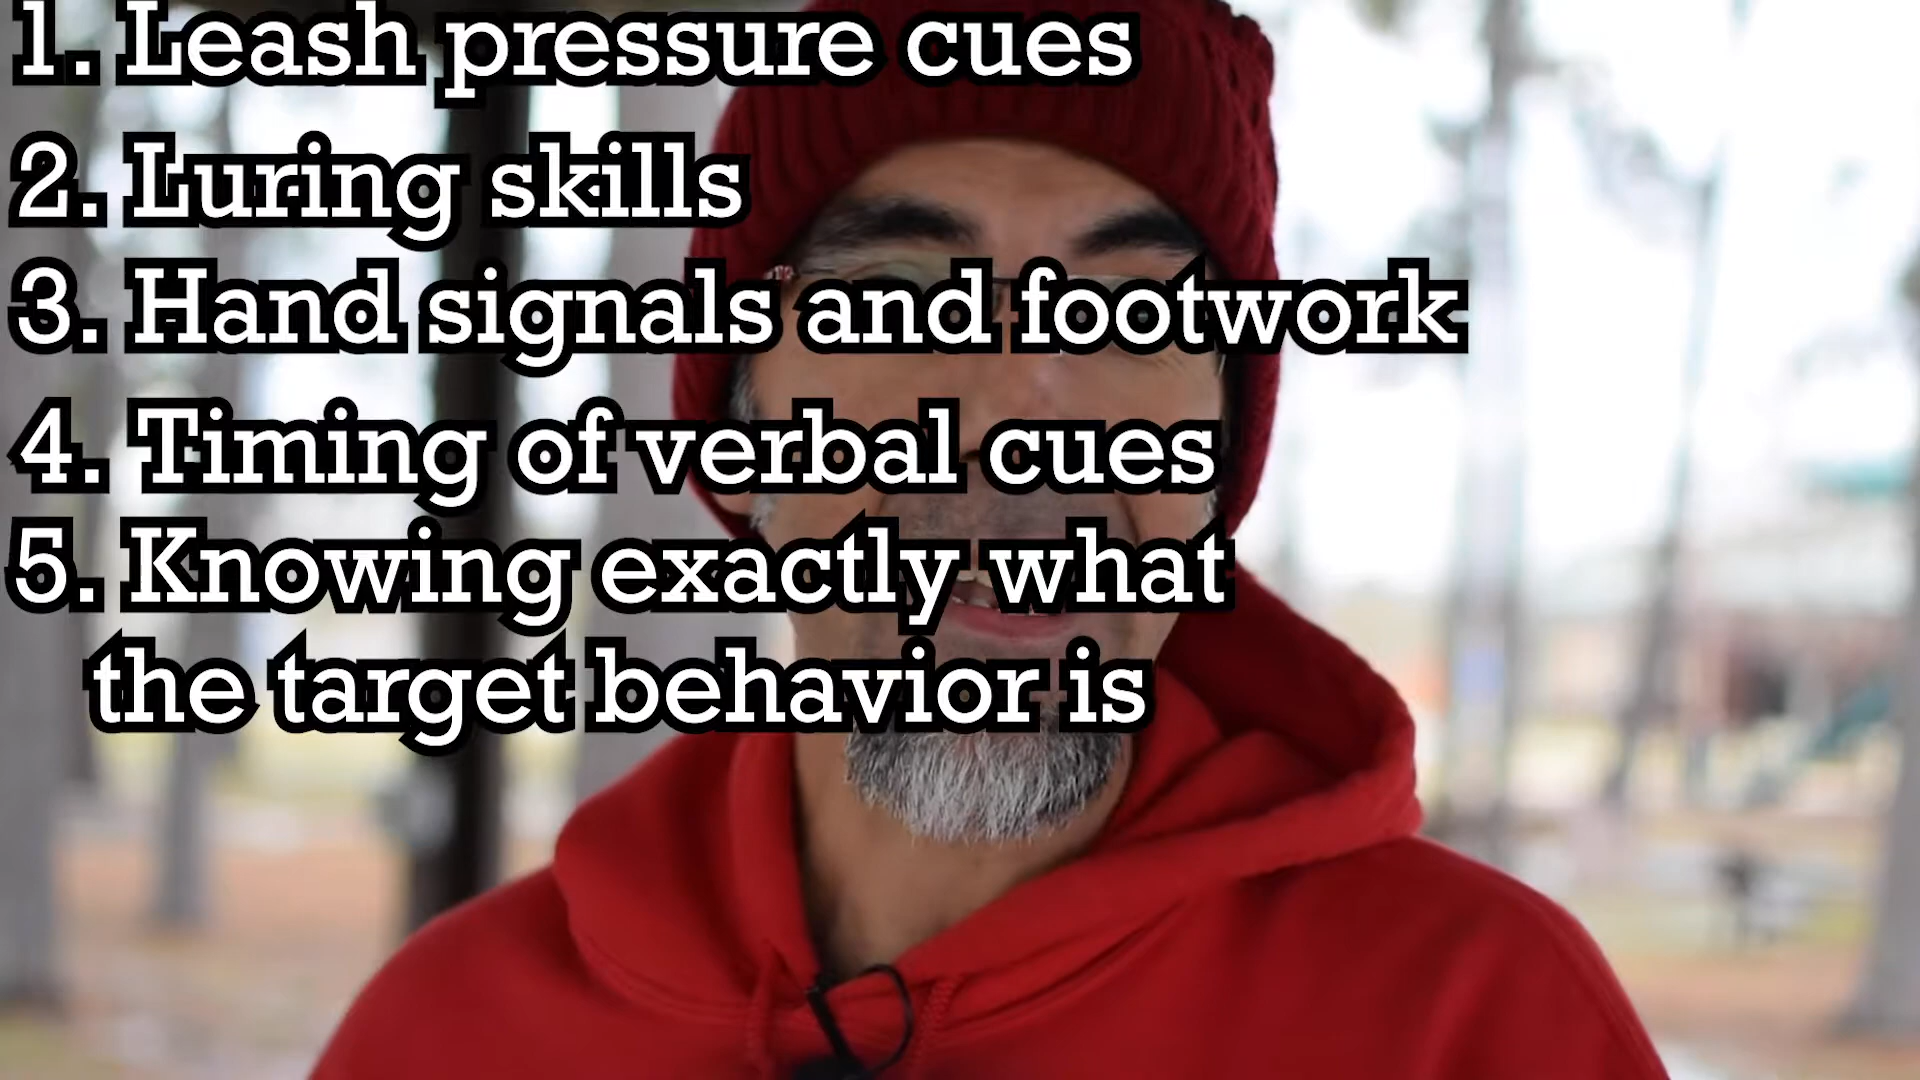 1. Leash pressure cues
2. Luring skills
3. Hand signals and footwork
4. Timing of verbal cues
5. Knowing exactly what
the target behavior is